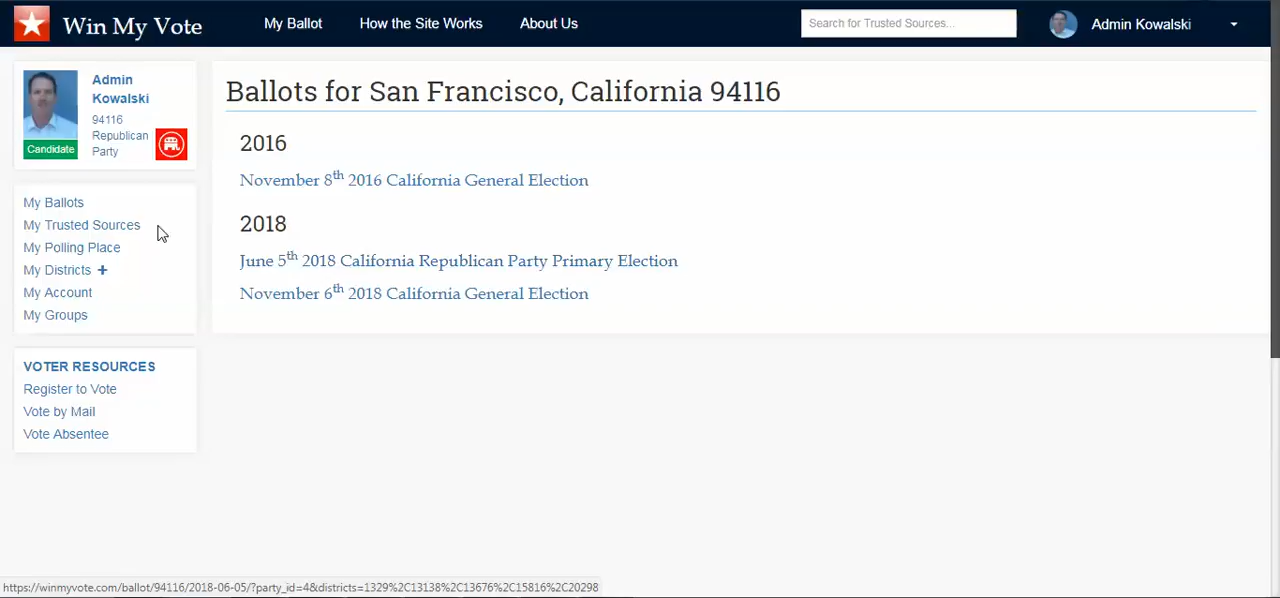 Win My Vote
My Ballot
How the Site Works
About Us
Search for Trusted Sources...
Admin Kowalski
Admin
Kowalski
94116
Republican
Party
Candidate
My Ballots
My Trusted Sources
My Polling Place
My Districts +
My Account
My Groups
VOTER RESOURCES
Register to Vote
Vote by Mail
Vote Absentee
Ballots for San Francisco, California 94116
2016
November 8th 2016 California General Election
2018
June 5th 2018 California Republican Party Primary Election
November 6th 2018 California General Election
https://winmyvote.com/ballot/94116/2018-06-05/?party_id=4&districts=1329%2C13138%2C13676%2C15816%2C20298